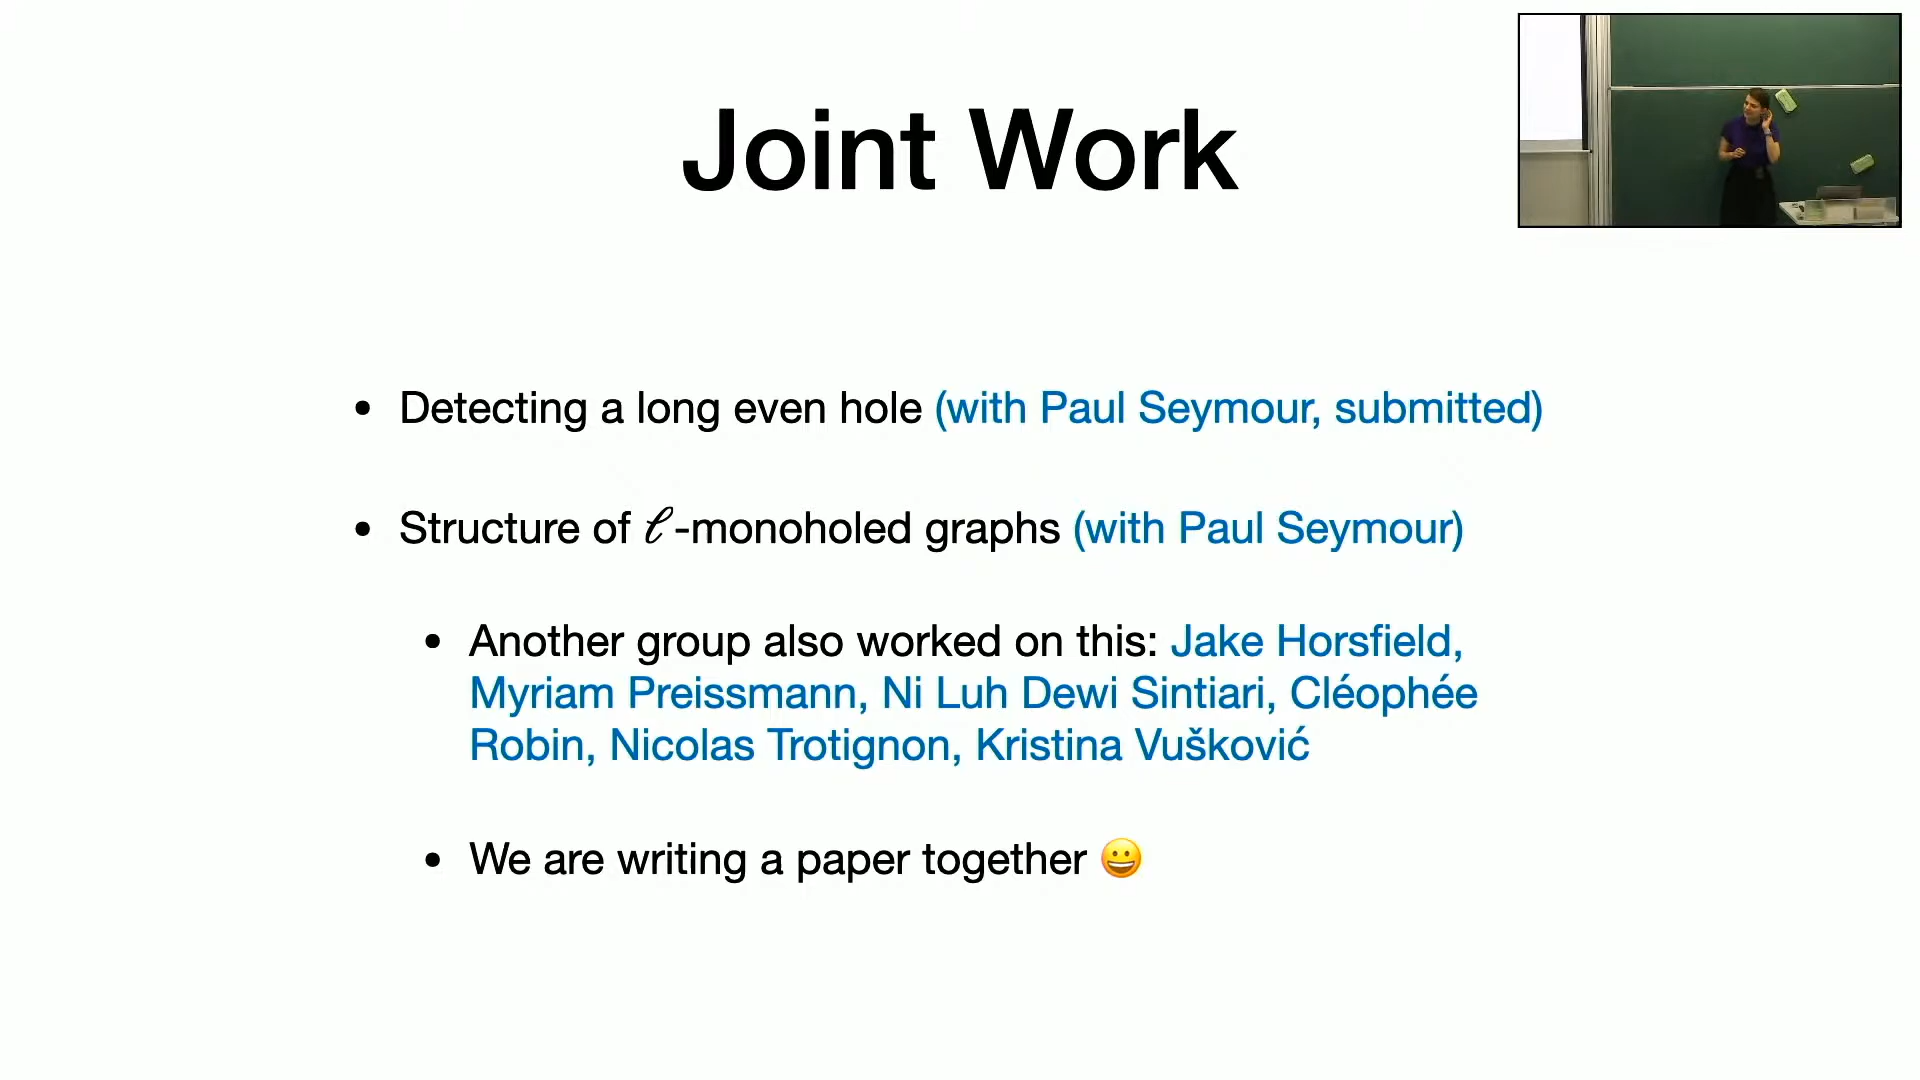 Joint Work
• Detecting a long even hole (with Paul Seymour, submitted)
• Structure of ℓ-monoholed graphs (with Paul Seymour)
• Another group also worked on this: Jake Horsfield,
Myriam Preissmann, Ni Luh Dewi Sintiari, Cléophée
Robin, Nicolas Trotignon, Kristina Vušković
• We are writing a paper together 😀